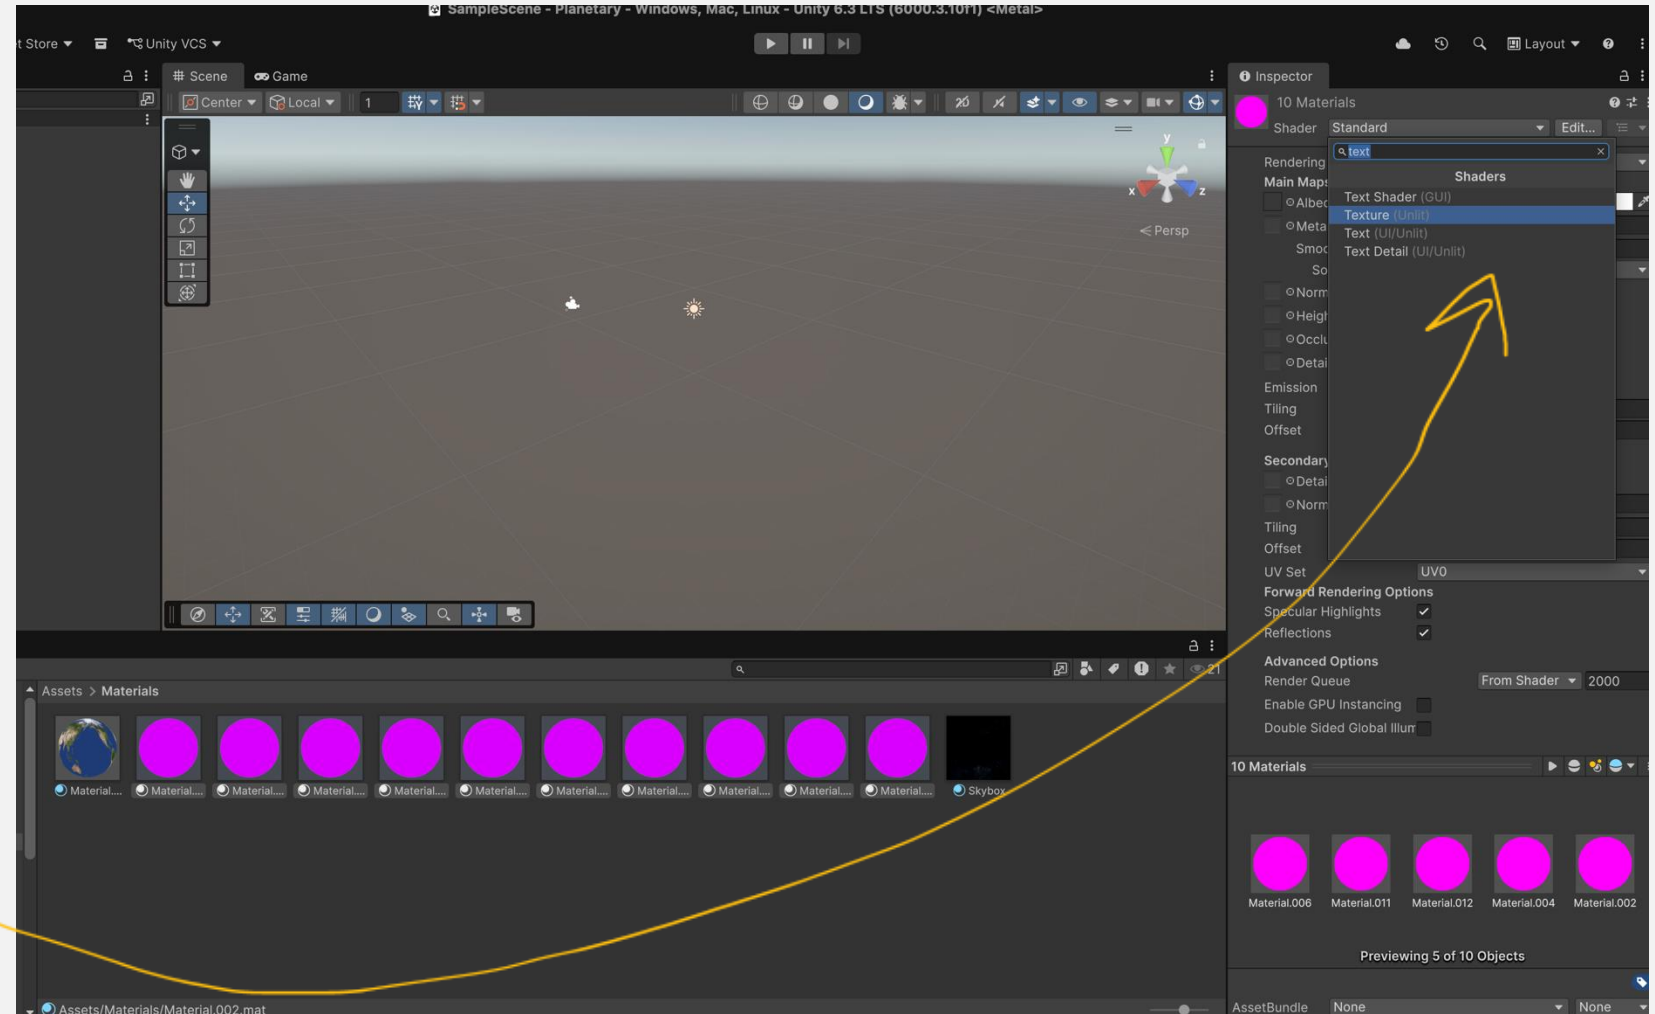 SampleScene - Planetary - Windows, Mac, Linux - Unity 6.3 LTS (6000.3.10f1) <Metal>
t Store
Unity VCS
Layout
Scene
Game
Inspector
Center
Local
1
2D
10 Materials
Shader
Standard
Edit...
text
Shaders
Text Shader (GUI)
Texture (Unlit)
Text (UI/Unlit)
Text Detail (UI/Unlit)
y
x
z
Persp
Rendering
Main Maps
Albed
Meta
Smoo
So
Norm
Heigh
Occlu
Detai
Emission
Tiling
Offset
Secondary
Detai
Norm
Tiling
Offset
UV Set
UV0
Forward Rendering Options
Specular Highlights
Reflections
Advanced Options
Render Queue
From Shader
2000
Enable GPU Instancing
Double Sided Global Illum
21
Assets > Materials
Material....
Material....
Material....
Material....
Material....
Material....
Material....
Material....
Material....
Material....
Material....
Skybox
10 Materials
Material.006
Material.011
Material.012
Material.004
Material.002
Previewing 5 of 10 Objects
Assets/Materials/Material.002.mat
AssetBundle
None
None